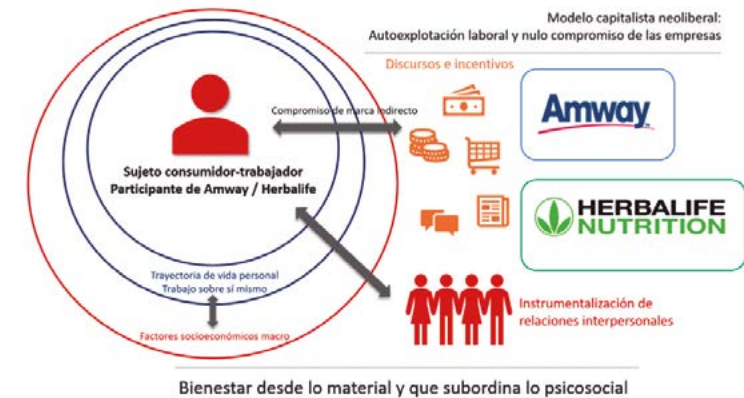 Modelo capitalista neoliberal:
Autoexplotación laboral y nulo compromiso de las empresas
Discursos e incentivos
Compromiso de marca indirecto
Amway
Sujeto consumidor-trabajador
Participante de Amway / Herbalife
HERBALIFE
NUTRITION
Trayectoria de vida personal
Trabajo sobre sí mismo
Instrumentalización de
relaciones interpersonales
Factores socioeconómicos macro
Bienestar desde lo material y que subordina lo psicosocial